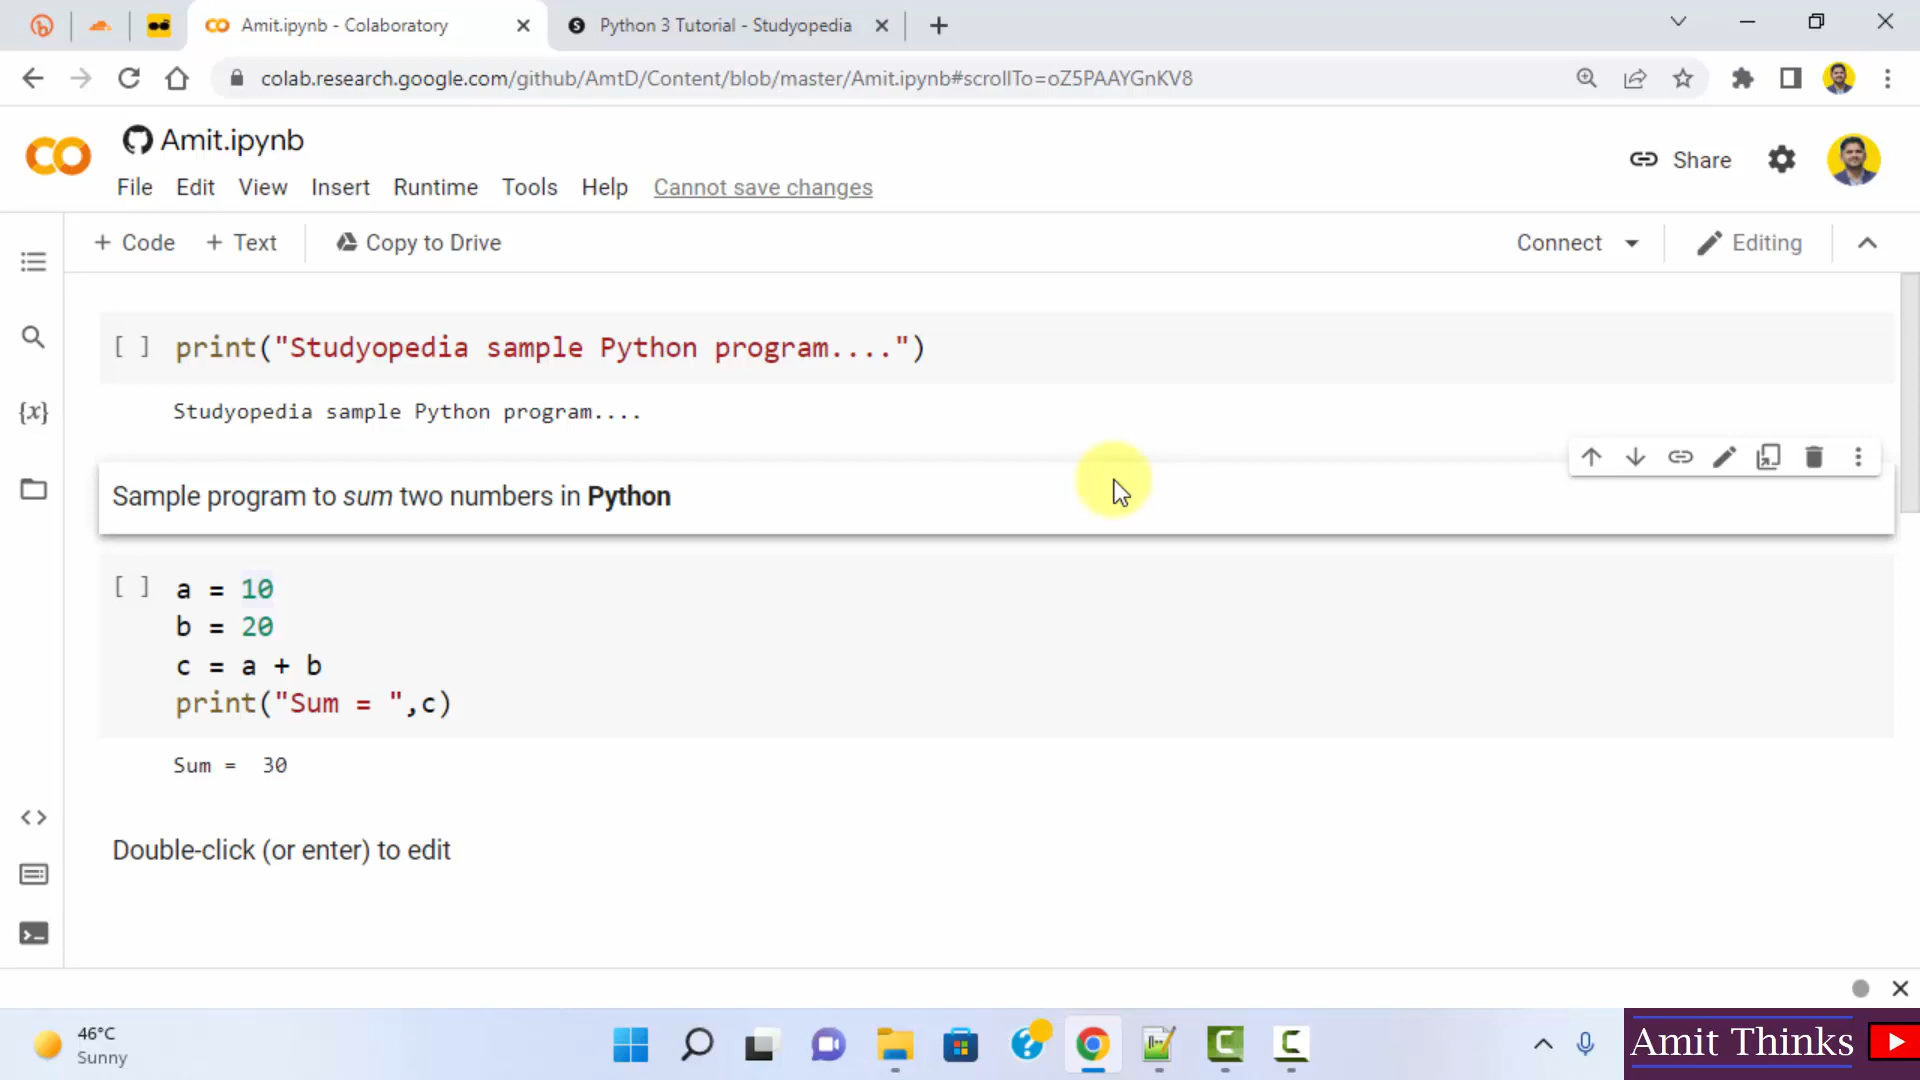 Amit.ipynb - Colaboratory
Python 3 Tutorial - Studyopedia
colab.research.google.com/github/AmtD/Content/blob/master/Amit.ipynb#scrollTo=oZ5PAAYGnKV8
Amit.ipynb
File Edit View Insert Runtime Tools Help Cannot save changes
Share
+ Code + Text Copy to Drive
Connect Editing
[ ] print("Studyopedia sample Python program....")
{x}
Studyopedia sample Python program....
Sample program to sum two numbers in Python
[ ] a = 10
b = 20
c = a + b
print("Sum = ",c)
Sum =  30
Double-click (or enter) to edit
46°C
Sunny
Amit Thinks